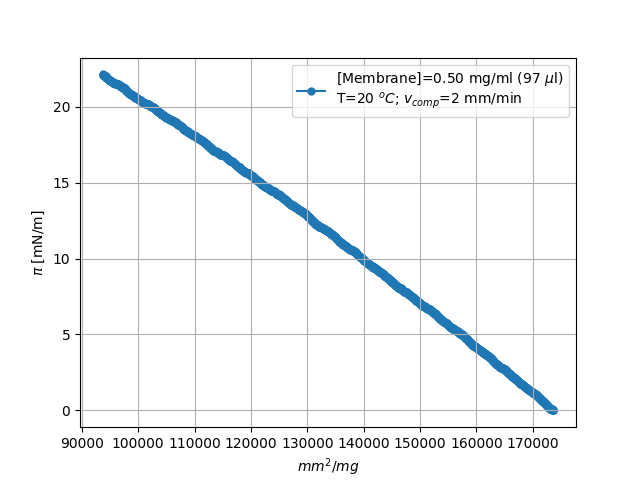 [Membrane]=0.50 mg/ml (97 μl)
T=20 °C; v_comp=2 mm/min
20
15
10
5
0
π [mN/m]
90000 100000 110000 120000 130000 140000 150000 160000 170000
mm²/mg